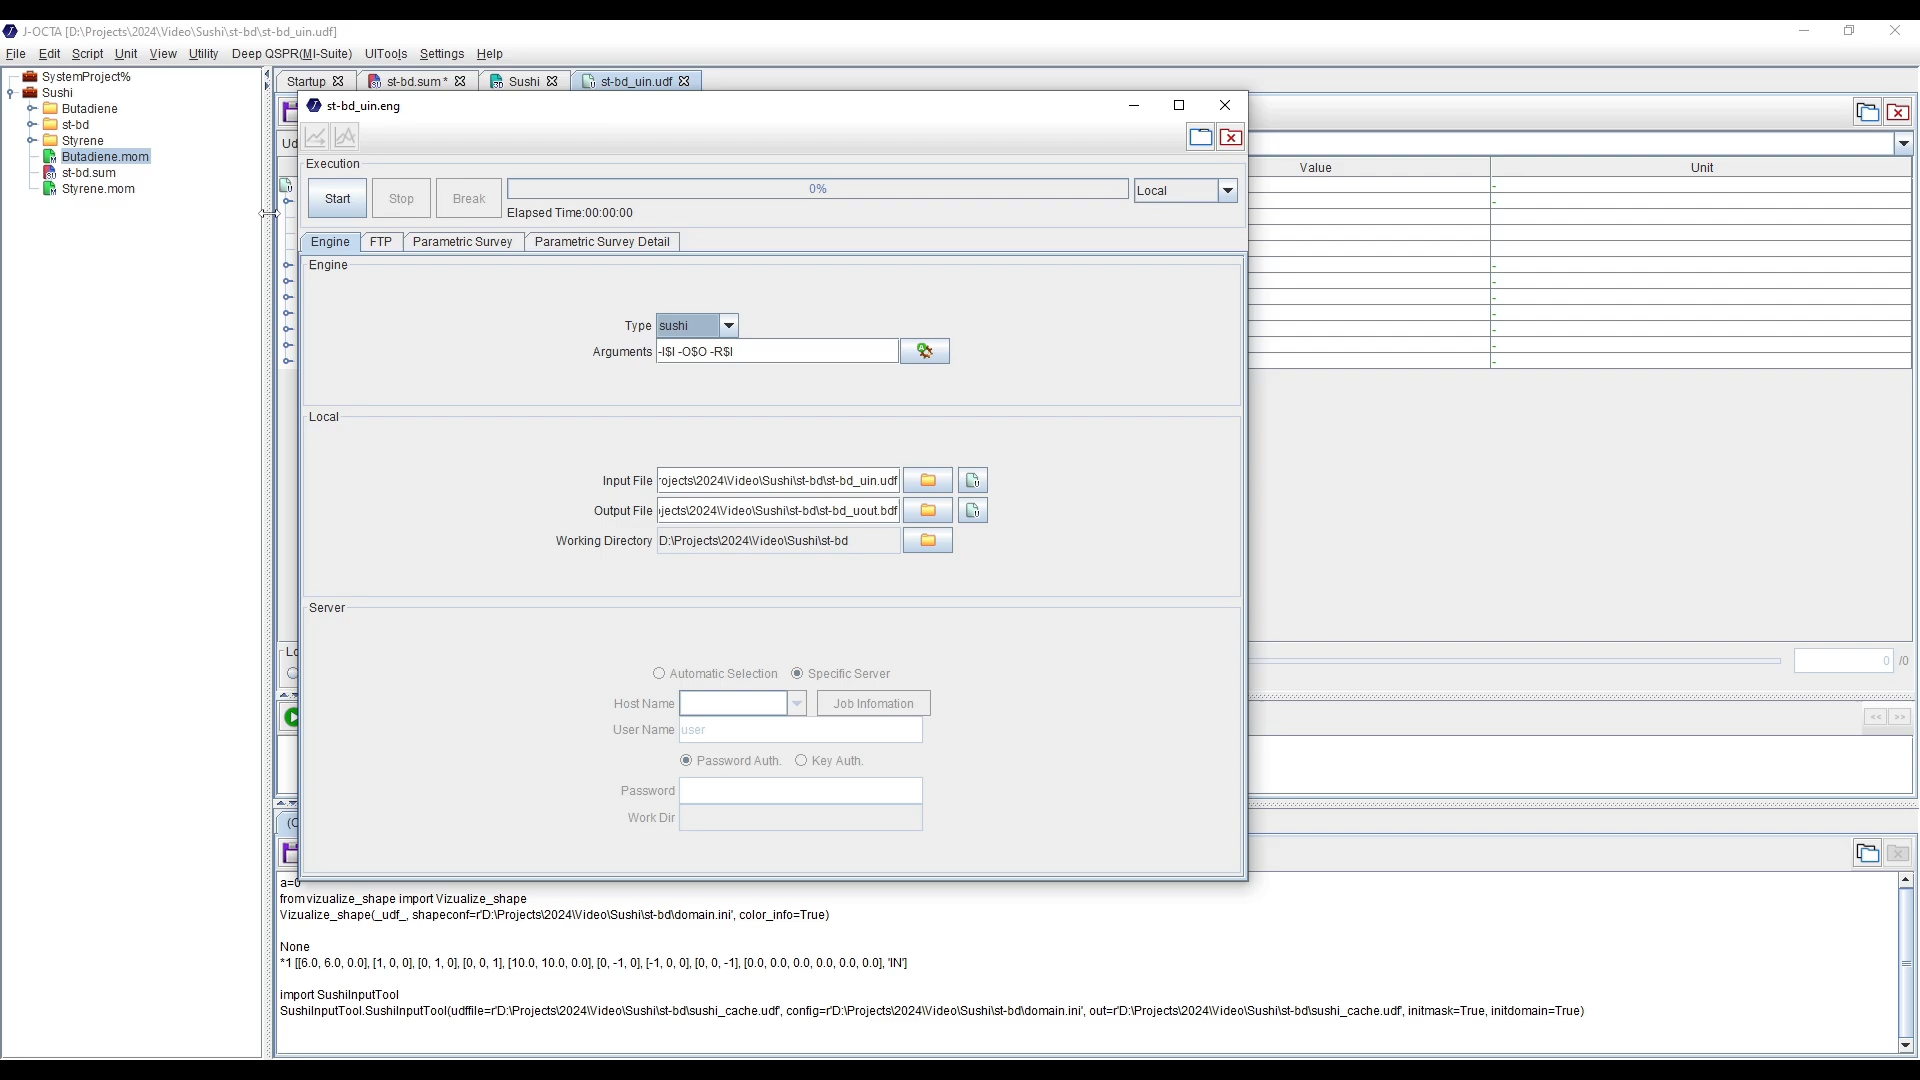 J-OCTA [D:\Projects\2024\Video\Sushi\st-bd\st-bd_uin.udf]
File Edit Script Unit View Utility Deep QSPR(MI-Suite) UITools Settings Help
SystemProject%
Sushi
Butadiene
st-bd
Styrene
Butadiene.mom
st-bd.sum
Styrene.mom
Startup st-bd.sum * Sushi st-bd_uin.udf
st-bd_uin.eng
Ud
Value Unit
Execution
Start Stop Break 0% Local
Elapsed Time:00:00:00
Engine FTP Parametric Survey Parametric Survey Detail
Engine
Type sushi
Arguments -I$I -O$O -R$I
Local
Input File rojects\2024\Video\Sushi\st-bd\st-bd_uin.udf
Output File jects\2024\Video\Sushi\st-bd\st-bd_uout.bdf
Working Directory D:\Projects\2024\Video\Sushi\st-bd
Server
Automatic Selection Specific Server
Host Name Job Infomation
User Name user
Password Auth. Key Auth.
Password
Work Dir
Lo
0 /0
<< >>
a=0
from vizualize_shape import Vizualize_shape
Vizualize_shape(_udf_, shapeconf=r'D:\Projects\2024\Video\Sushi\st-bd\domain.ini', color_info=True)
None
*1 [[6.0, 6.0, 0.0], [1, 0, 0], [0, 1, 0], [0, 0, 1], [10.0, 10.0, 0.0], [0, -1, 0], [-1, 0, 0], [0, 0, -1], [0.0, 0.0, 0.0, 0.0, 0.0, 0.0], 'IN']
import SushiInputTool
SushiInputTool.SushiInputTool(udffile=r'D:\Projects\2024\Video\Sushi\st-bd\sushi_cache.udf', config=r'D:\Projects\2024\Video\Sushi\st-bd\domain.ini', out=r'D:\Projects\2024\Video\Sushi\st-bd\sushi_cache.udf', initmask=True, initdomain=True)